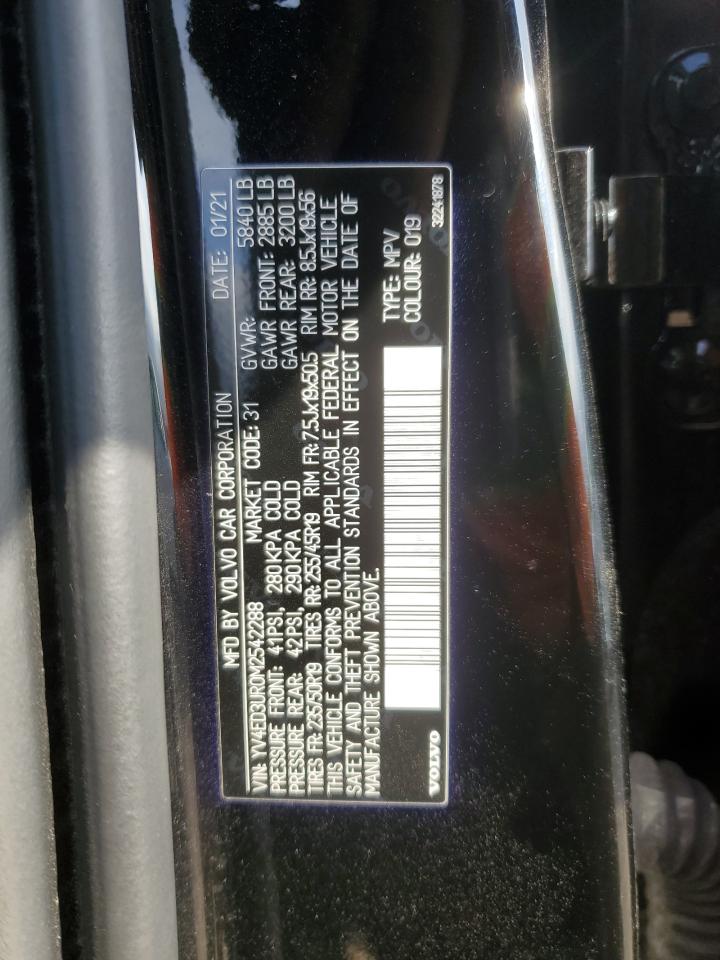 MFD BY VOLVO CAR CORPORATION DATE: 01/21
VIN: YV4ED3UR0M2542288 MARKET CODE: 31 GVWR: 5840 LB
PRESSURE FRONT: 41PSI, 280KPA COLD GAWR FRONT: 2885 LB
PRESSURE REAR: 42PSI, 290KPA COLD GAWR REAR: 3200 LB
TIRES FR: 235/50R19 TIRES RR: 255/45R19 RIM FR: 7.5Jx19x50.5 RIM RR: 8.5Jx19x56
THIS VEHICLE CONFORMS TO ALL APPLICABLE FEDERAL MOTOR VEHICLE
SAFETY AND THEFT PREVENTION STANDARDS IN EFFECT ON THE DATE OF
MANUFACTURE SHOWN ABOVE.
TYPE: MPV
COLOUR: 019
VOLVO 32241878